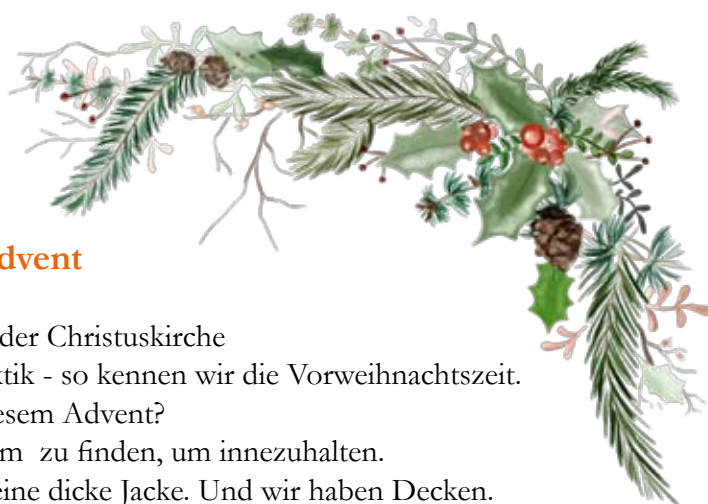 dvent
der Christuskirche
ktik - so kennen wir die Vorweihnachtszeit.
esem Advent?
m  zu finden, um innezuhalten.
eine dicke Jacke. Und wir haben Decken.